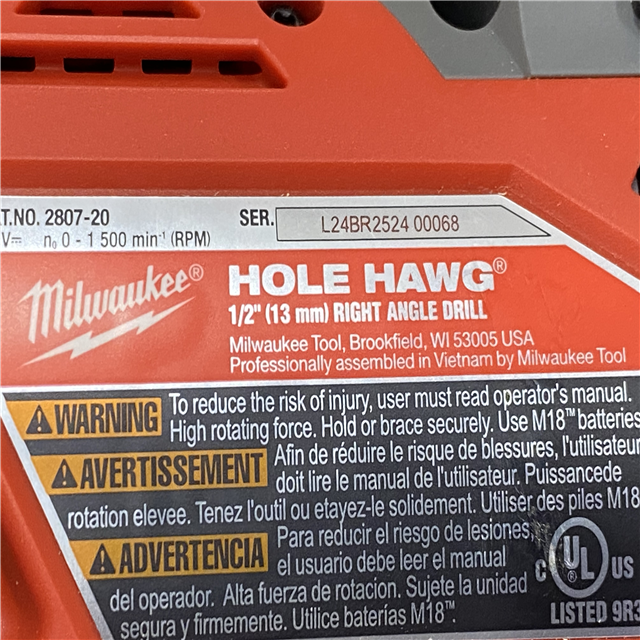 T.NO. 2807-20 SER. L24BR2524 00068
V⎓ n₀ 0 - 1 500 min⁻¹ (RPM)
Milwaukee® HOLE HAWG®
1/2" (13 mm) RIGHT ANGLE DRILL
Milwaukee Tool, Brookfield, WI 53005 USA
Professionally assembled in Vietnam by Milwaukee Tool
WARNING To reduce the risk of injury, user must read operator's manual.
High rotating force. Hold or brace securely. Use M18™ batteries
AVERTISSEMENT Afin de réduire le risque de blessures, l'utilisateur
doit lire le manual de l'utilisateur. Puissancede
rotation elevee. Tenez l'outil ou etayez-le solidement. Utiliser des piles M18
ADVERTENCIA Para reducir el riesgo de lesiones,
el usuario debe leer el manual
del operador. Alta fuerza de rotacion. Sujete la unidad
segura y firmemente. Utilice baterías M18™.
C UL® US
LISTED 9R3